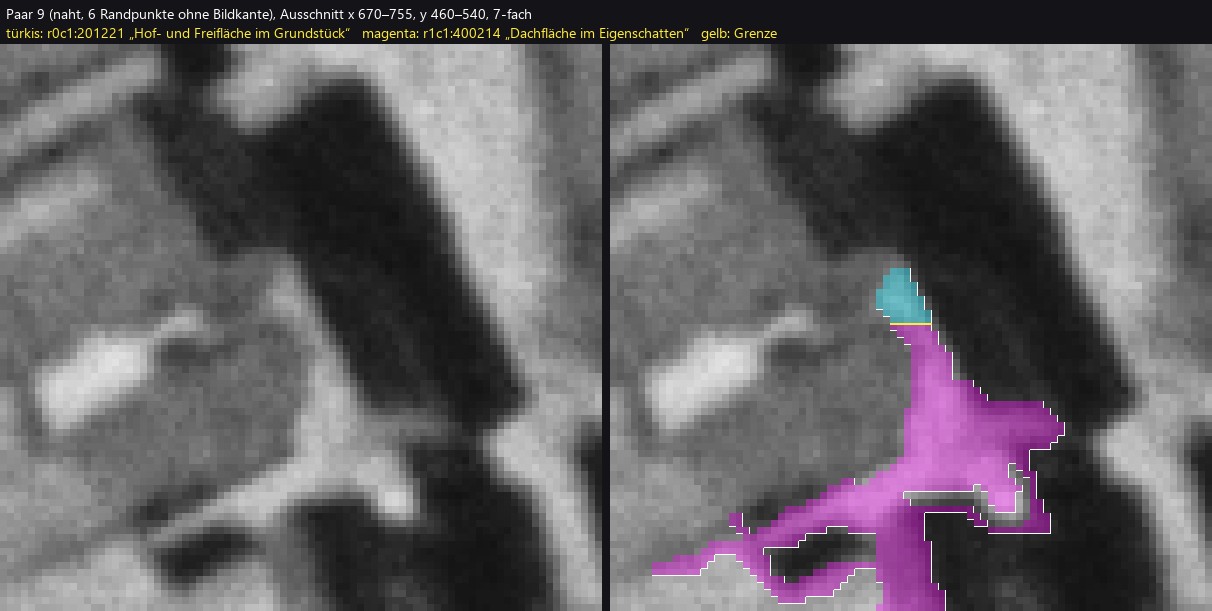 Paar 9 (naht, 6 Randpunkte ohne Bildkante), Ausschnitt x 670–755, y 460–540, 7-fach
türkis: r0c1:201221 „Hof- und Freifläche im Grundstück“ magenta: r1c1:400214 „Dachfläche im Eigenschatten“ gelb: Grenze